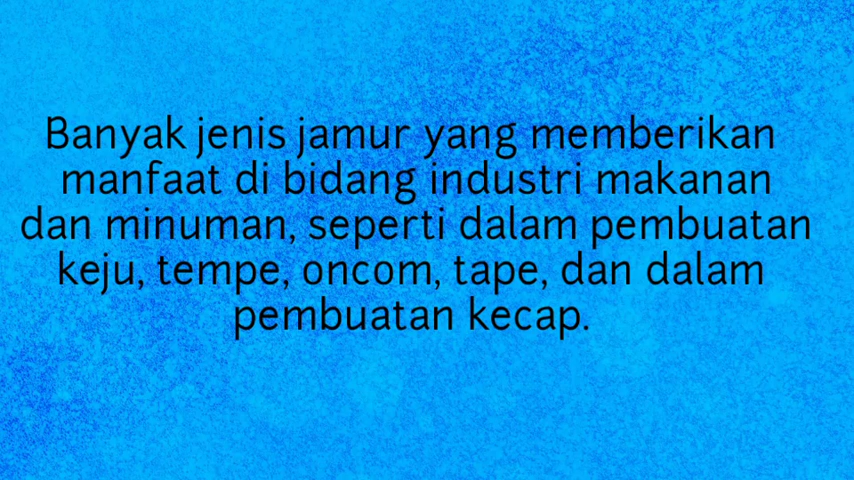 Banyak jenis jamur yang memberikan
manfaat di bidang industri makanan
dan minuman, seperti dalam pembuatan
keju, tempe, oncom, tape, dan dalam
pembuatan kecap.